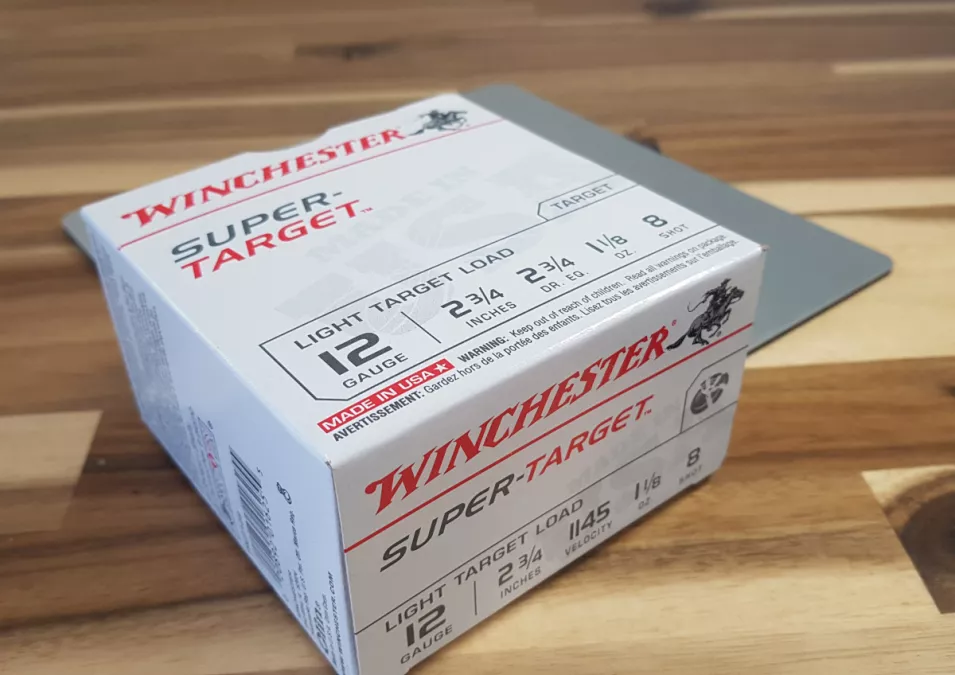 WINCHESTER
SUPER-
TARGET™
TARGET
LIGHT TARGET LOAD
12
GAUGE
2 3/4
INCHES
2 3/4
DR. EQ.
1 1/8
OZ.
8
SHOT
MADE IN USA★ WARNING: Keep out of reach of children. Read all warnings on package.
AVERTISSEMENT: Gardez hors de la portée des enfants. Lisez tous les avertissements sur l'emballage.
WINCHESTER®
SUPER-TARGET™
LIGHT TARGET LOAD
12
GAUGE
2 3/4
INCHES
1145
VELOCITY
1 1/8
OZ
8
SHOT
Olin